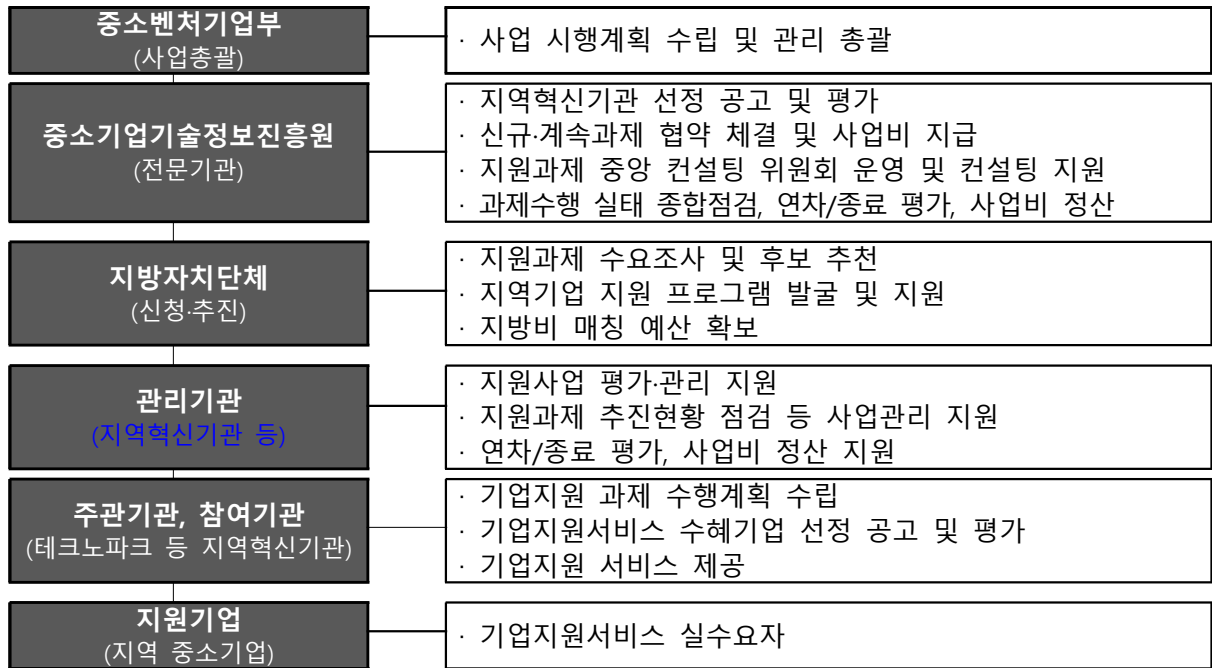 중소벤처기업부
(사업총괄)
· 사업 시행계획 수립 및 관리 총괄
중소기업기술정보진흥원
(전문기관)
· 지역혁신기관 선정 공고 및 평가
· 신규·계속과제 협약 체결 및 사업비 지급
· 지원과제 중앙 컨설팅 위원회 운영 및 컨설팅 지원
· 과제수행 실태 종합점검, 연차/종료 평가, 사업비 정산
지방자치단체
(신청·추진)
· 지원과제 수요조사 및 후보 추천
· 지역기업 지원 프로그램 발굴 및 지원
· 지방비 매칭 예산 확보
관리기관
(지역혁신기관 등)
· 지원사업 평가·관리 지원
· 지원과제 추진현황 점검 등 사업관리 지원
· 연차/종료 평가, 사업비 정산 지원
주관기관, 참여기관
(테크노파크 등 지역혁신기관)
· 기업지원 과제 수행계획 수립
· 기업지원서비스 수혜기업 선정 공고 및 평가
· 기업지원 서비스 제공
지원기업
(지역 중소기업)
· 기업지원서비스 실수요자